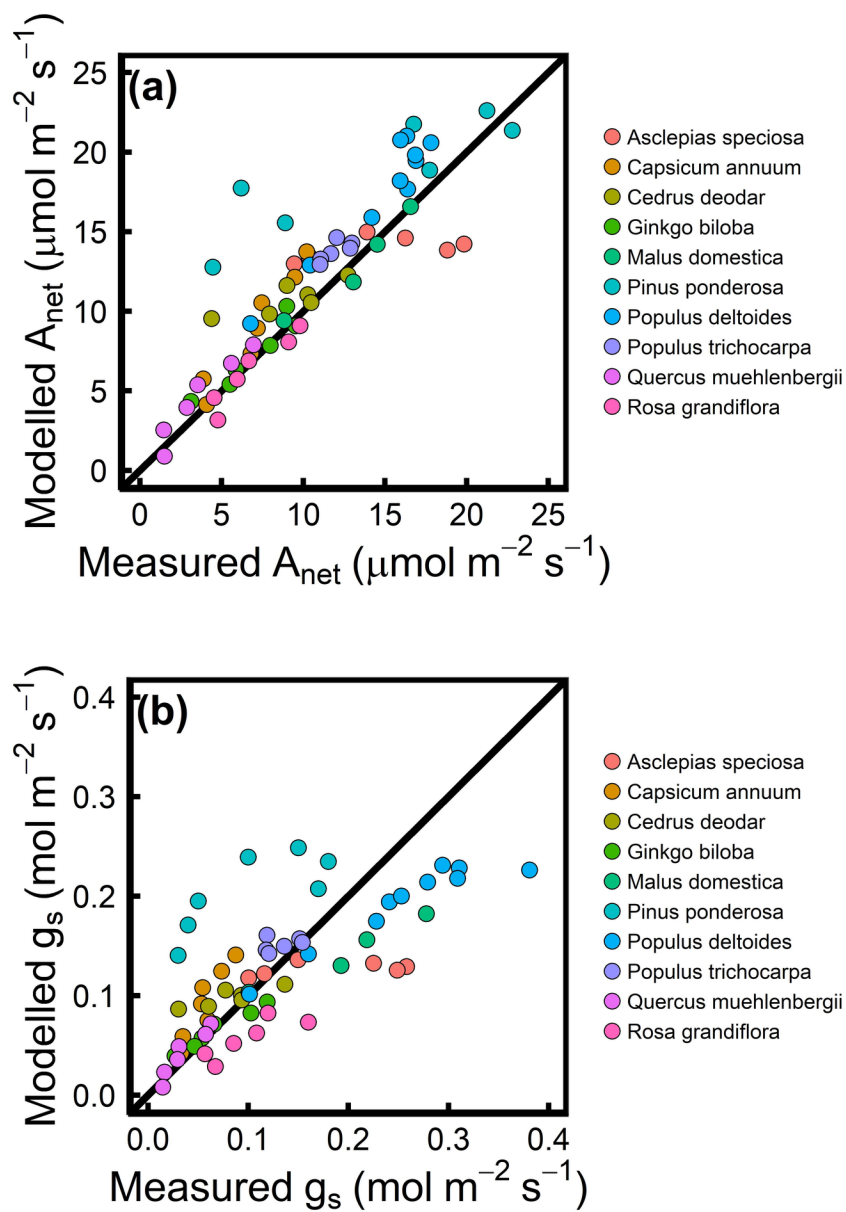 (a)
25
20
15
10
5
0
Modelled Aₙₑₜ (μmol m⁻² s⁻¹)
0 5 10 15 20 25
Measured Aₙₑₜ (μmol m⁻² s⁻¹)
Asclepias speciosa
Capsicum annuum
Cedrus deodar
Ginkgo biloba
Malus domestica
Pinus ponderosa
Populus deltoides
Populus trichocarpa
Quercus muehlenbergii
Rosa grandiflora
(b)
0.4
0.3
0.2
0.1
0.0
Modelled gₛ (mol m⁻² s⁻¹)
0.0 0.1 0.2 0.3 0.4
Measured gₛ (mol m⁻² s⁻¹)
Asclepias speciosa
Capsicum annuum
Cedrus deodar
Ginkgo biloba
Malus domestica
Pinus ponderosa
Populus deltoides
Populus trichocarpa
Quercus muehlenbergii
Rosa grandiflora